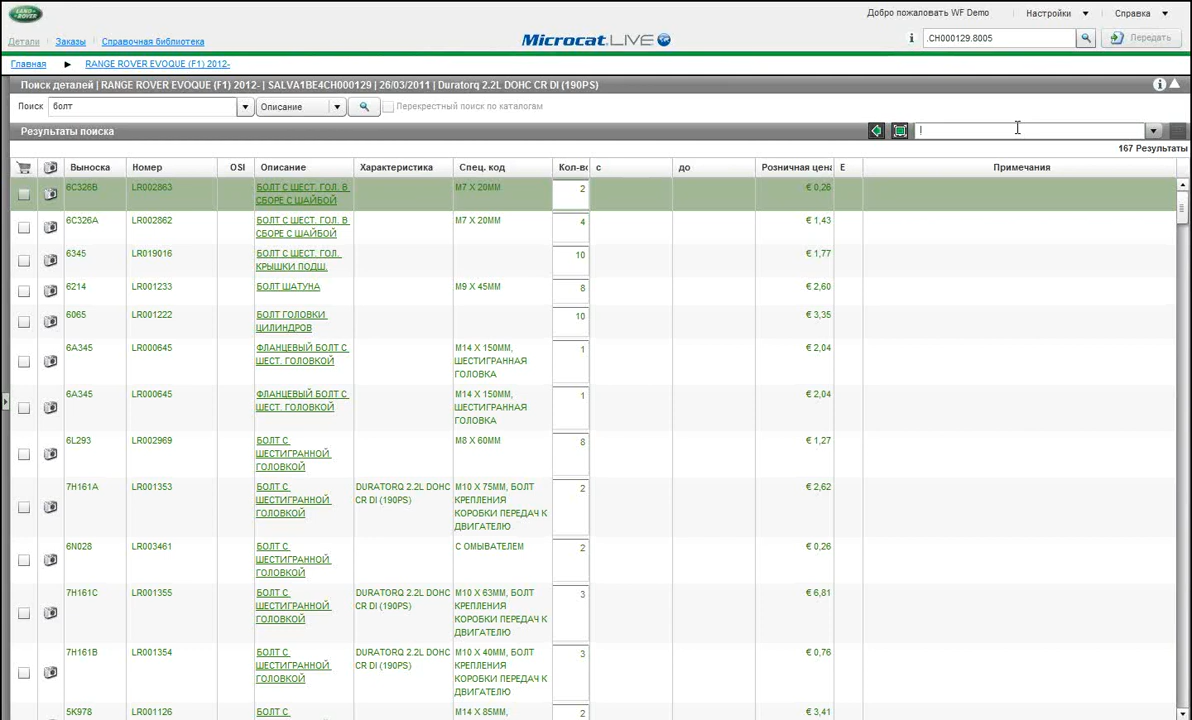 LAND ROVER
Добро пожаловать WF Demo Настройки Справка
Детали Заказы Справочная библиотека Microcat.LIVE .CH000129.8005 Передать
Главная RANGE ROVER EVOQUE (F1) 2012-
Поиск деталей | RANGE ROVER EVOQUE (F1) 2012- | SALVA1BE4CH000129 | 26/03/2011 | Duratorq 2.2L DOHC CR DI (190PS)
Поиск болт Описание Перекрестный поиск по каталогам
Результаты поиска
167 Результаты
Выноска Номер OSI Описание Характеристика Спец. код Кол-во с до Розничная цена E Примечания
6C326B LR002863 БОЛТ С ШЕСТ. ГОЛ. В M7 X 20MM 2 € 0,26
СБОРЕ С ШАЙБОЙ
6C326A LR002862 БОЛТ С ШЕСТ. ГОЛ. В M7 X 20MM 4 € 1,43
СБОРЕ С ШАЙБОЙ
6345 LR019016 БОЛТ С ШЕСТ. ГОЛ. 10 € 1,77
КРЫШКИ ПОДШ.
6214 LR001233 БОЛТ ШАТУНА M9 X 45MM 8 € 2,60
6065 LR001222 БОЛТ ГОЛОВКИ 10 € 3,35
ЦИЛИНДРОВ
6A345 LR000645 ФЛАНЦЕВЫЙ БОЛТ С M14 X 150MM, 1 € 2,04
ШЕСТ. ГОЛОВКОЙ ШЕСТИГРАННАЯ
ГОЛОВКА
6A345 LR000645 ФЛАНЦЕВЫЙ БОЛТ С M14 X 150MM, 1 € 2,04
ШЕСТ. ГОЛОВКОЙ ШЕСТИГРАННАЯ
ГОЛОВКА
6L293 LR002969 БОЛТ С M8 X 60MM 8 € 1,27
ШЕСТИГРАННОЙ
ГОЛОВКОЙ
7H161A LR001353 БОЛТ С DURATORQ 2.2L DOHC M10 X 75MM, БОЛТ 2 € 2,62
ШЕСТИГРАННОЙ CR DI (190PS) КРЕПЛЕНИЯ
ГОЛОВКОЙ КОРОБКИ ПЕРЕДАЧ К
ДВИГАТЕЛЮ
6N028 LR003461 БОЛТ С С ОМЫВАТЕЛЕМ 2 € 0,26
ШЕСТИГРАННОЙ
ГОЛОВКОЙ
7H161C LR001355 БОЛТ С DURATORQ 2.2L DOHC M10 X 63MM, БОЛТ 3 € 6,81
ШЕСТИГРАННОЙ CR DI (190PS) КРЕПЛЕНИЯ
ГОЛОВКОЙ КОРОБКИ ПЕРЕДАЧ К
ДВИГАТЕЛЮ
7H161B LR001354 БОЛТ С DURATORQ 2.2L DOHC M10 X 40MM, БОЛТ 3 € 0,76
ШЕСТИГРАННОЙ CR DI (190PS) КРЕПЛЕНИЯ
ГОЛОВКОЙ КОРОБКИ ПЕРЕДАЧ К
ДВИГАТЕЛЮ
5K978 LR001126 БОЛТ С M14 X 85MM, 2 € 3,41